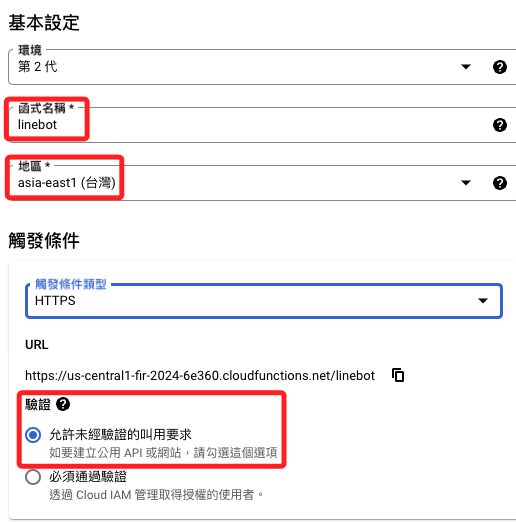 基本設定
環境
第 2 代
函式名稱 *
linebot
地區 *
asia-east1 (台灣)
觸發條件
觸發條件類型
HTTPS
URL
https://us-central1-fir-2024-6e360.cloudfunctions.net/linebot
驗證
允許未經驗證的叫用要求
如要建立公用 API 或網站，請勾選這個選項
必須通過驗證
透過 Cloud IAM 管理取得授權的使用者。